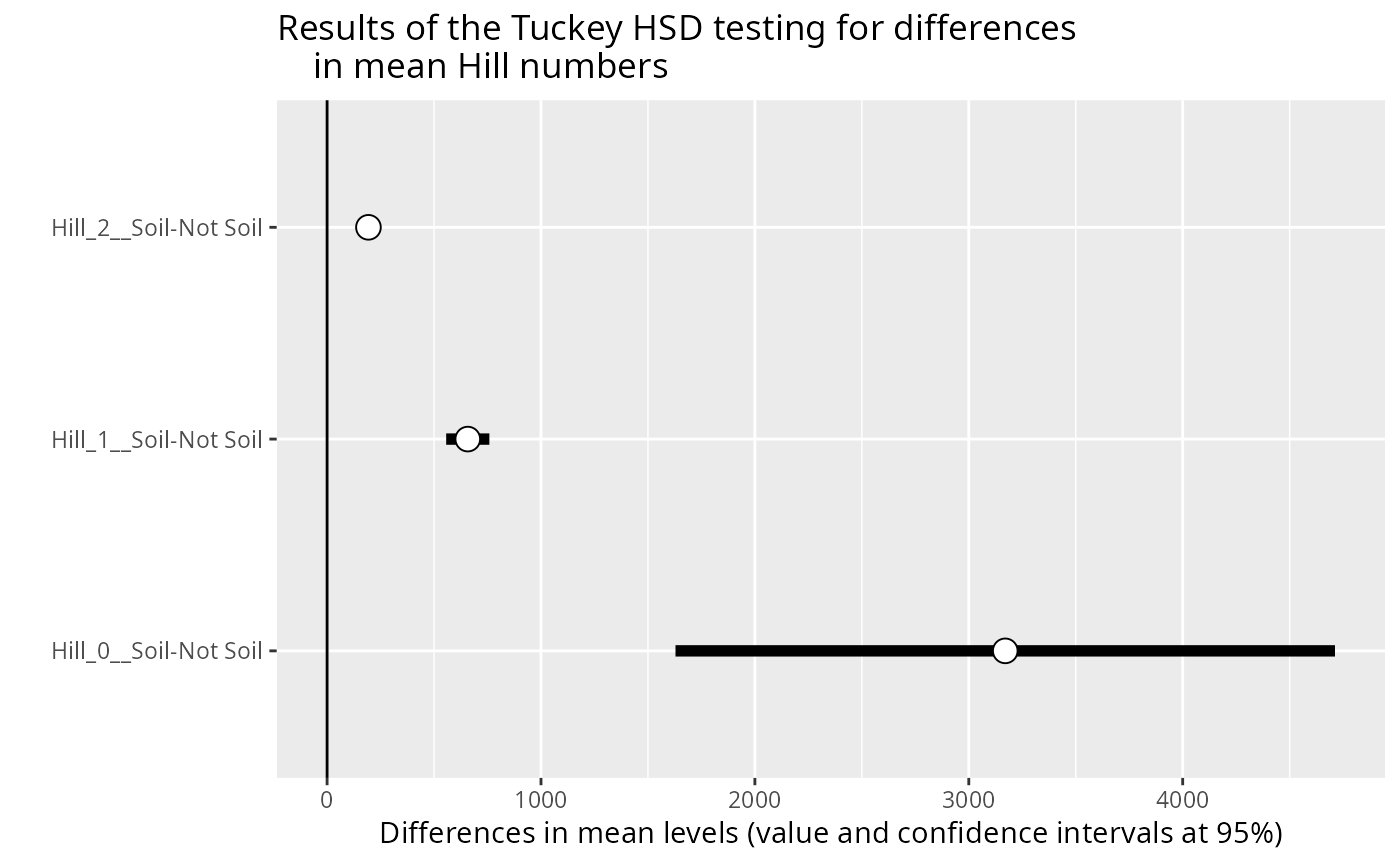 Results of the Tuckey HSD testing for differences
in mean Hill numbers
Hill_2__Soil-Not Soil
Hill_1__Soil-Not Soil
Hill_0__Soil-Not Soil
0 1000 2000 3000 4000
Differences in mean levels (value and confidence intervals at 95%)